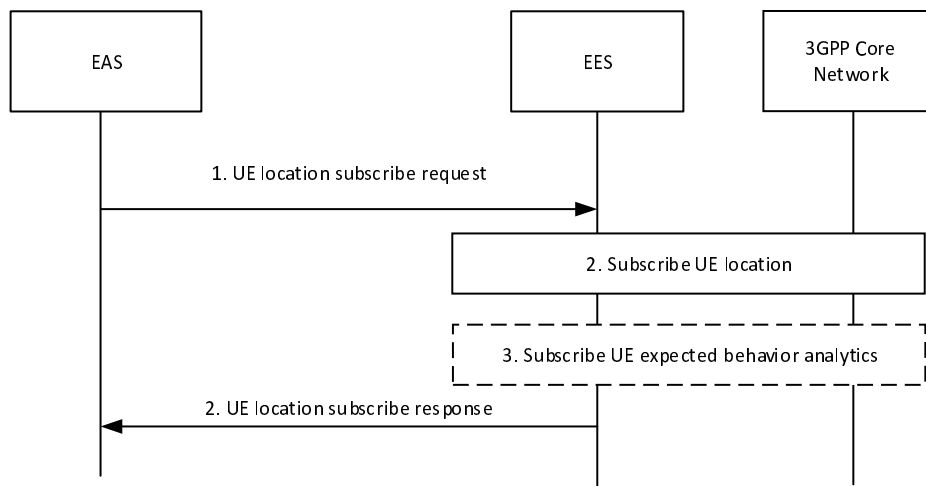 EAS
EES
3GPP Core
Network
1. UE location subscribe request
2. Subscribe UE location
3. Subscribe UE expected behavior analytics
2. UE location subscribe response